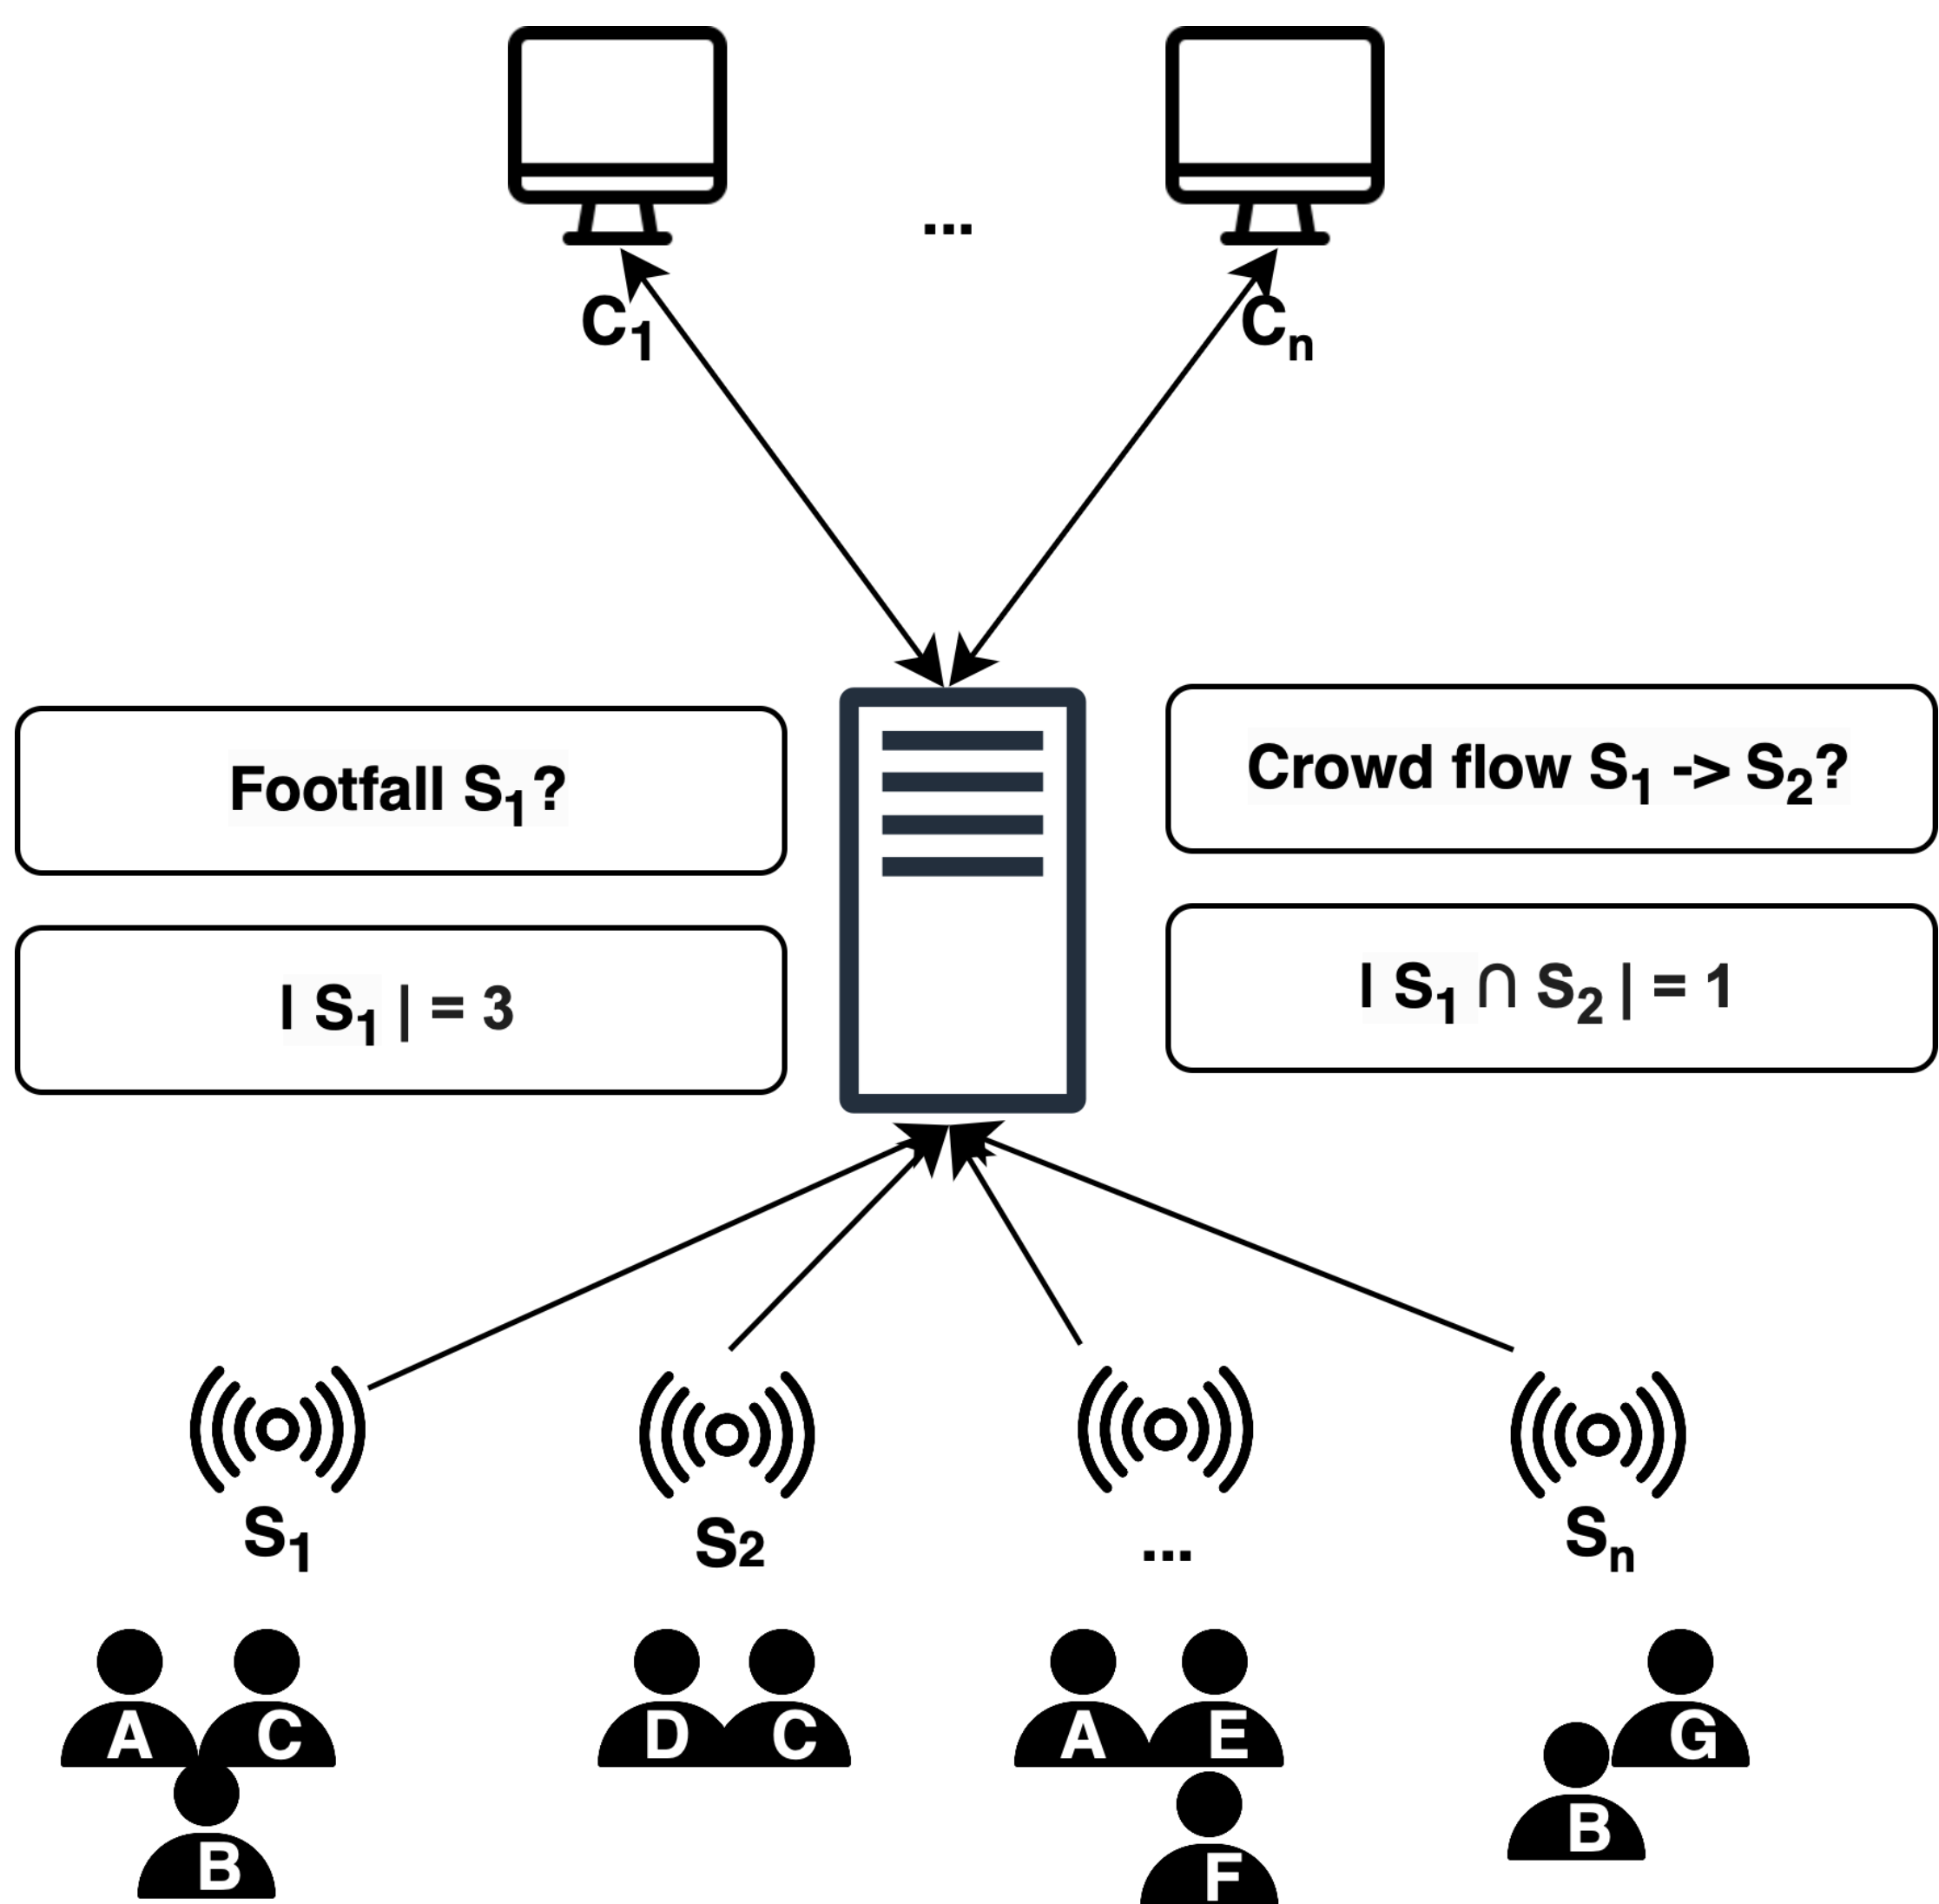 ...
C1
Cn
Footfall S1?
Crowd flow S1 -> S2?
| S1 | = 3
| S1 ∩ S2 | = 1
S1
S2
...
Sn
A
C
B
D
C
A
E
F
G
B